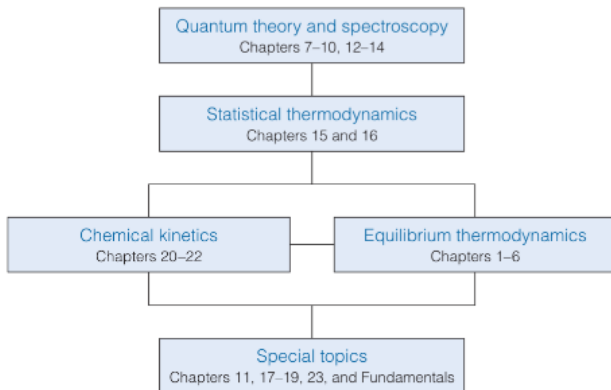 Quantum theory and spectroscopy
Chapters 7–10, 12–14
Statistical thermodynamics
Chapters 15 and 16
Chemical kinetics
Chapters 20–22
Equilibrium thermodynamics
Chapters 1–6
Special topics
Chapters 11, 17–19, 23, and Fundamentals